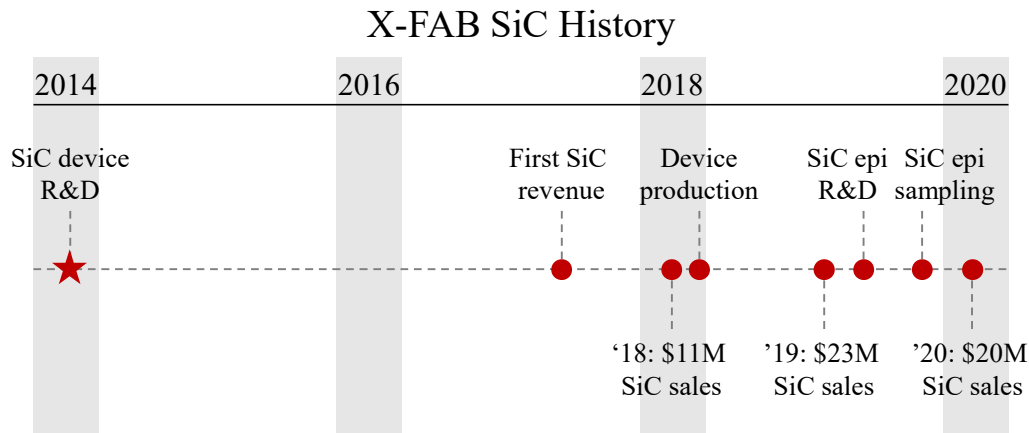 X-FAB SiC History
2014
2016
2018
2020
SiC device
R&D
First SiC
revenue
Device
production
SiC epi
R&D
SiC epi
sampling
‘18: $11M
SiC sales
’19: $23M
SiC sales
’20: $20M
SiC sales